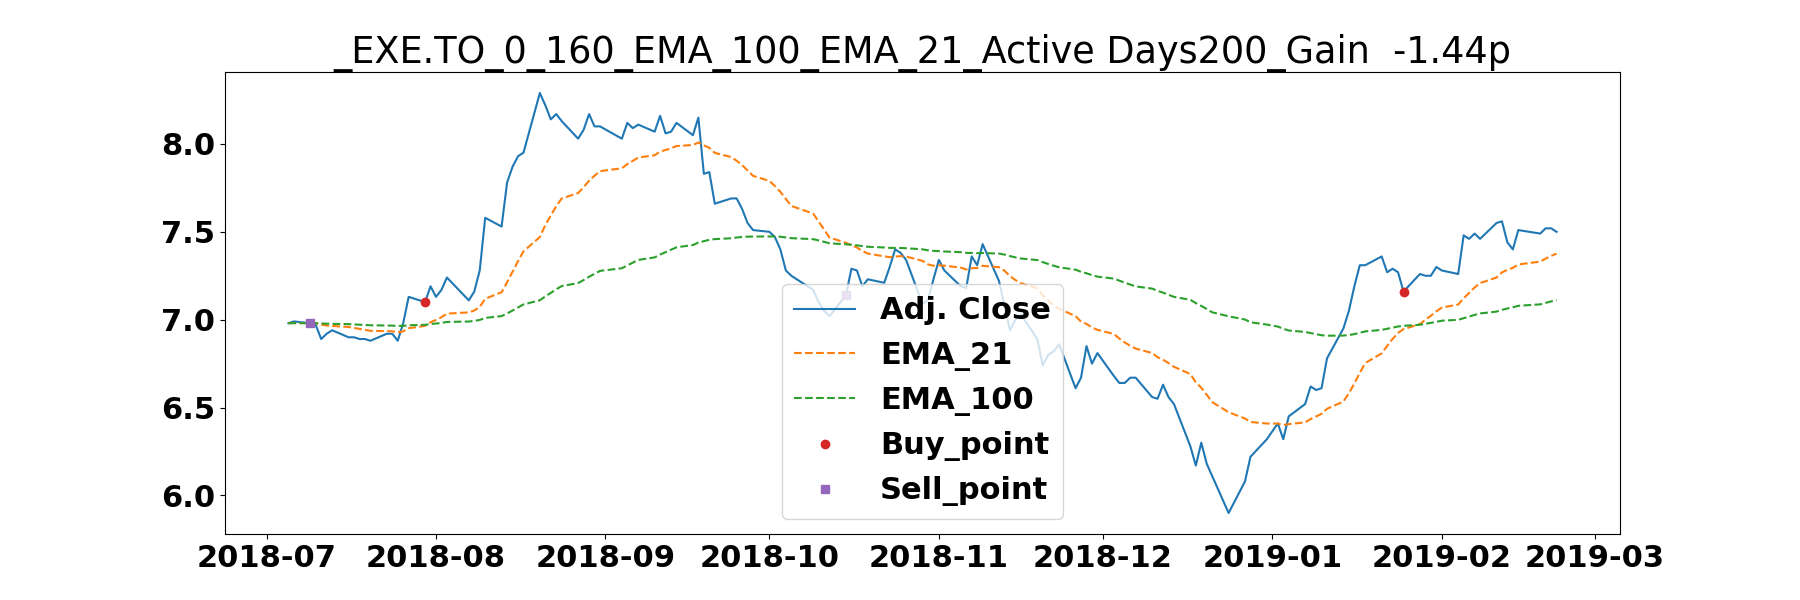 _EXE.TO_0_160_EMA_100_EMA_21_Active Days200_Gain  -1.44p
8.0
7.5
7.0
6.5
6.0
Adj. Close
EMA_21
EMA_100
Buy_point
Sell_point
2018-07 2018-08 2018-09 2018-10 2018-11 2018-12 2019-01 2019-02 2019-03